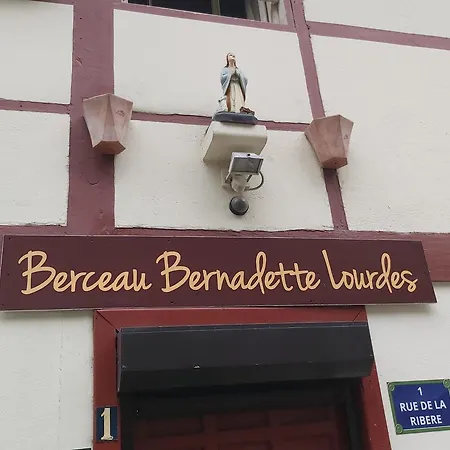 Berceau Bernadette Lourdes
1
1
RUE DE LA
RIBERE